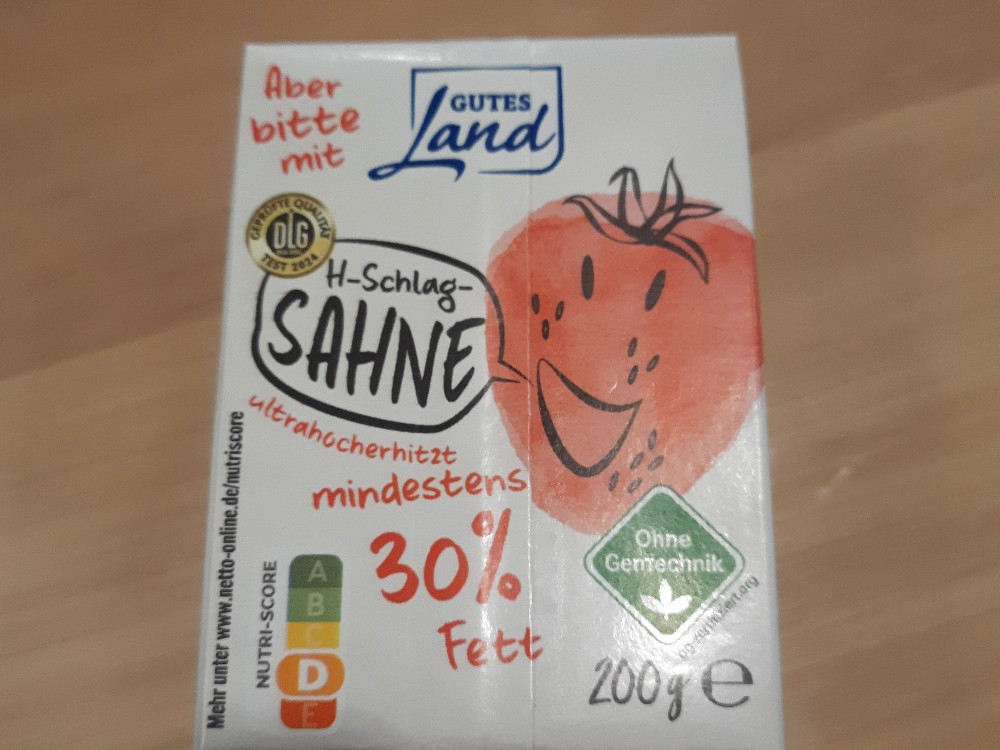 Aber
bitte
mit
GUTES
Land
GEPRÜFTE QUALITÄT
DLG
TEST 2024
H-Schlag-
SAHNE
ultrahocherhitzt
mindestens
30%
Fett
Mehr unter www.netto-online.de/nutriscore
NUTRI-SCORE
A
B
C
D
E
Ohne
Gentechnik
200g e